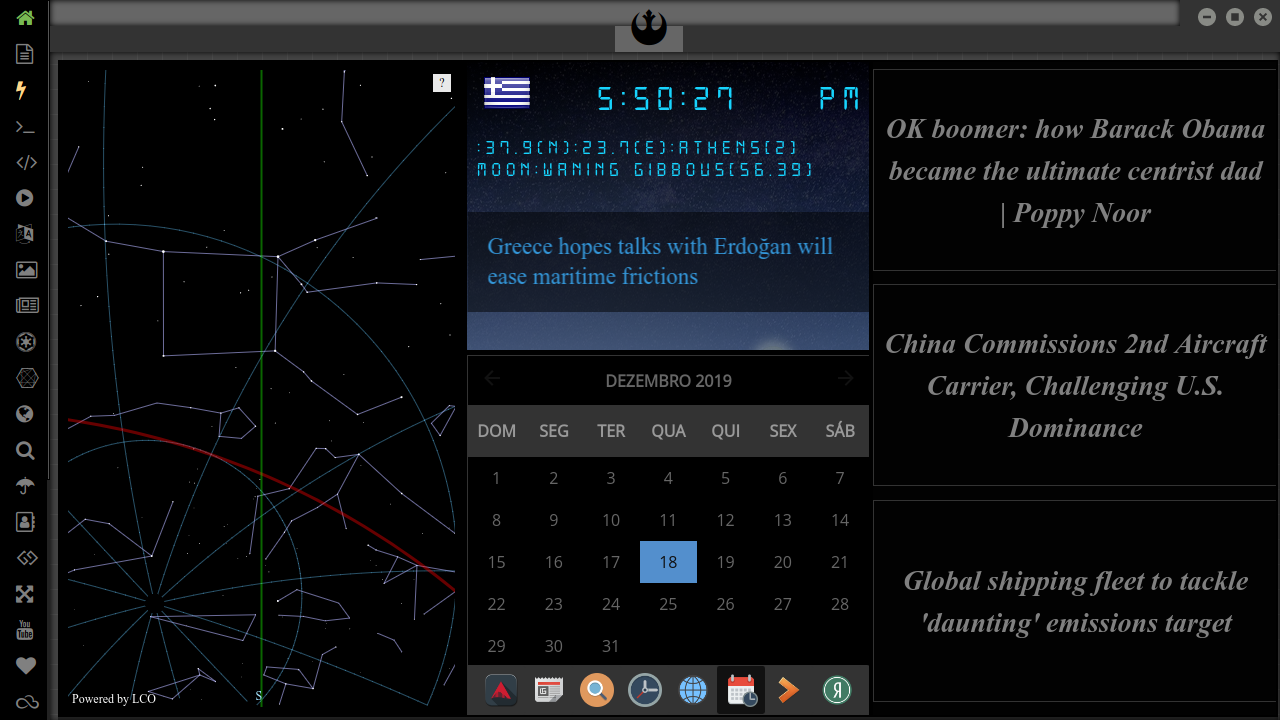 ?
5:50:27 PM
:37.9(N):23.7(E):ATHENS(2)
MOON:WANING GIBBOUS(56.39)
Greece hopes talks with Erdoğan will
ease maritime frictions
DEZEMBRO 2019
DOM SEG TER QUA QUI SEX SÁB
1 2 3 4 5 6 7
8 9 10 11 12 13 14
15 16 17 18 19 20 21
22 23 24 25 26 27 28
29 30 31
OK boomer: how Barack Obama
became the ultimate centrist dad
| Poppy Noor
China Commissions 2nd Aircraft
Carrier, Challenging U.S.
Dominance
Global shipping fleet to tackle
'daunting' emissions target
Powered by LCO
S
You
Tube
Я